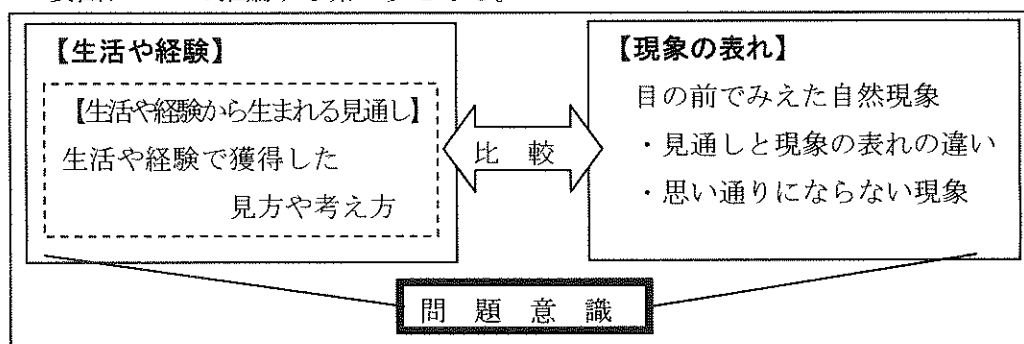 【生活や経験】
【生活や経験から生まれる見通し】
生活や経験で獲得した
見方や考え方
比 較
【現象の表れ】
目の前でみえた自然現象
・見通しと現象の表れの違い
・思い通りにならない現象
問 題 意 識